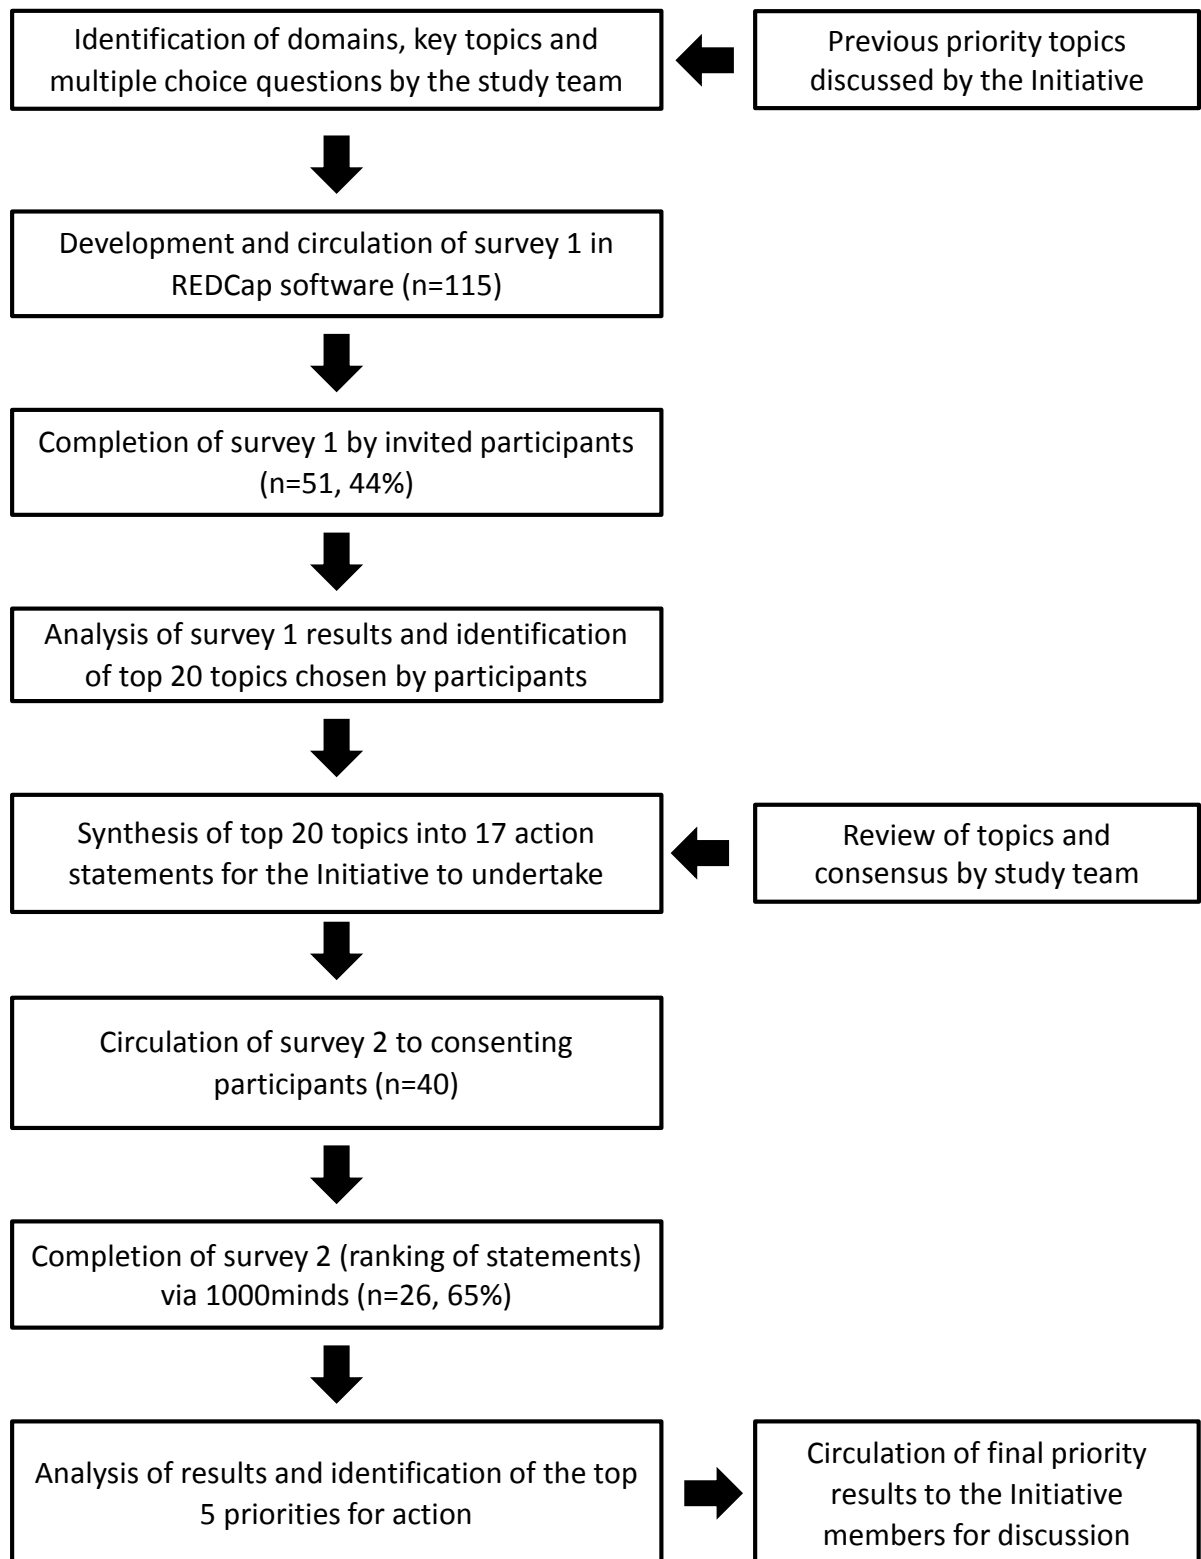 Identification of domains, key topics and
multiple choice questions by the study team
Previous priority topics
discussed by the Initiative
Development and circulation of survey 1 in
REDCap software (n=115)
Completion of survey 1 by invited participants
(n=51, 44%)
Analysis of survey 1 results and identification
of top 20 topics chosen by participants
Synthesis of top 20 topics into 17 action
statements for the Initiative to undertake
Review of topics and
consensus by study team
Circulation of survey 2 to consenting
participants (n=40)
Completion of survey 2 (ranking of statements)
via 1000minds (n=26, 65%)
Analysis of results and identification of the top
5 priorities for action
Circulation of final priority
results to the Initiative
members for discussion